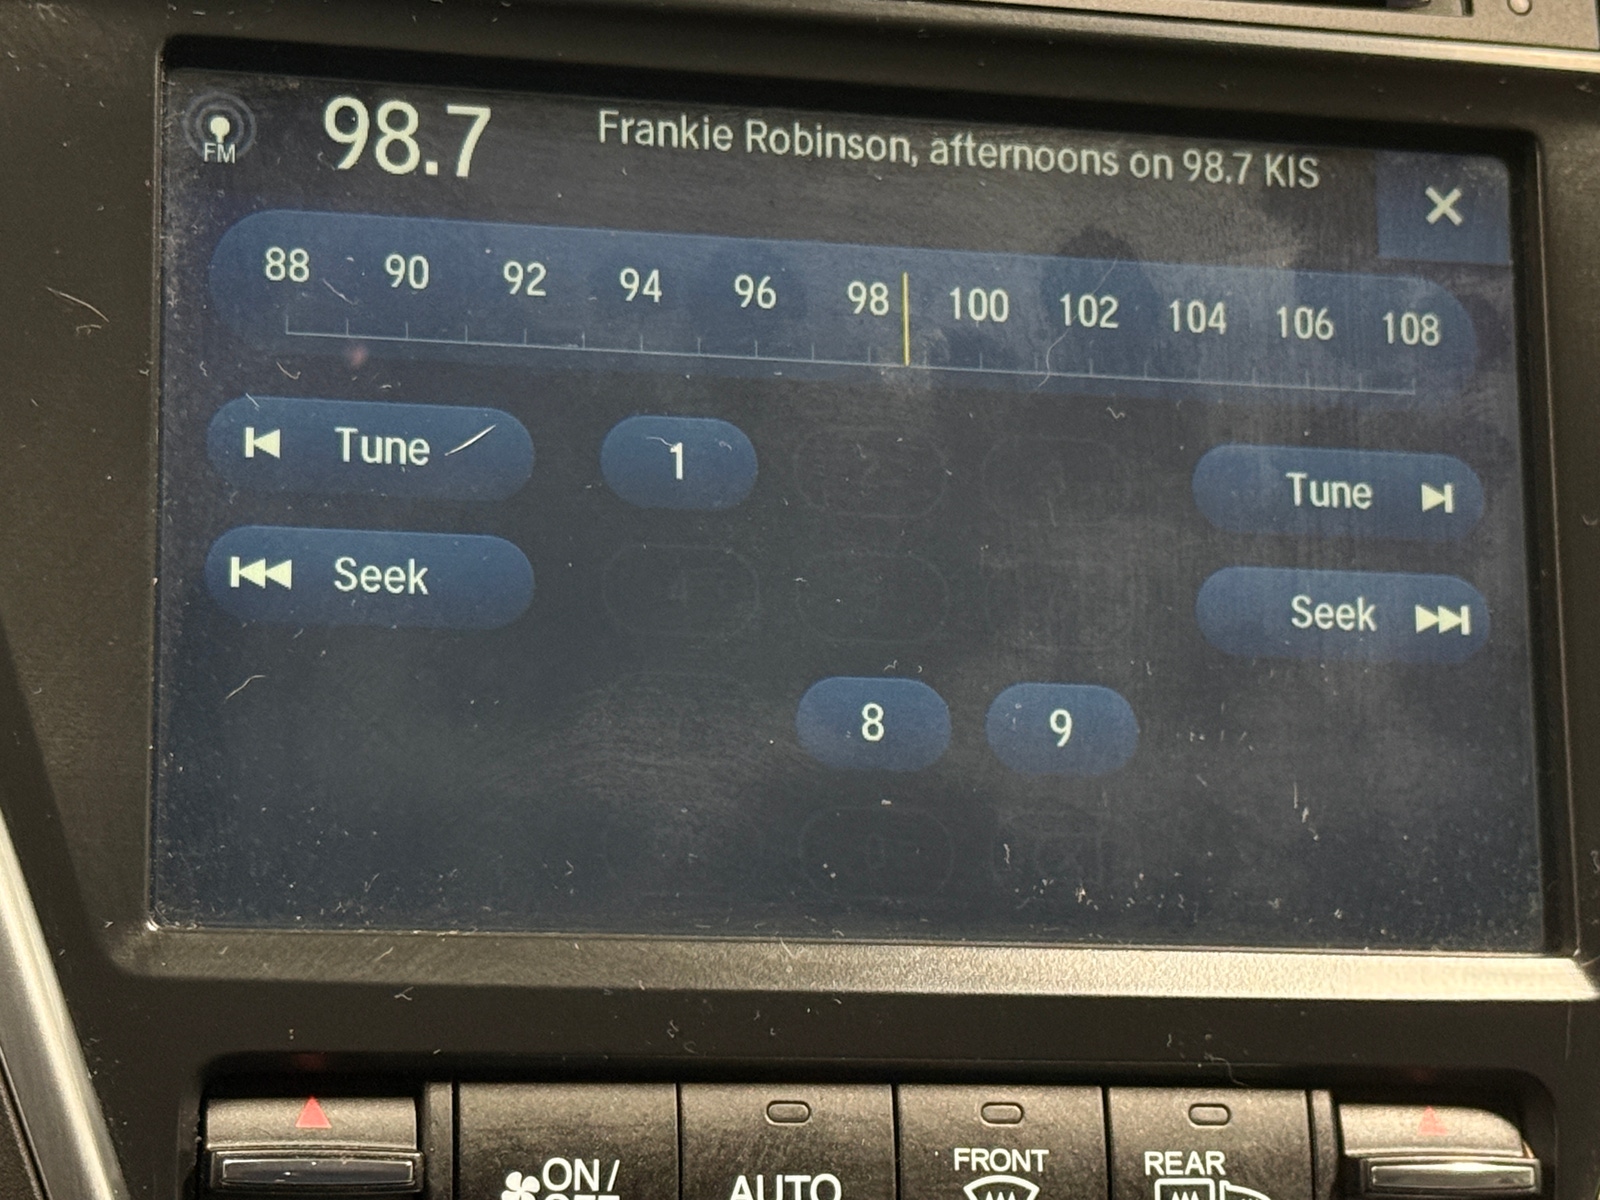 FM
98.7
Frankie Robinson, afternoons on 98.7 KIS
88 90 92 94 96 98 100 102 104 106 108
Tune 1 Tune
Seek Seek
8 9
ON/
AUTO
FRONT
REAR